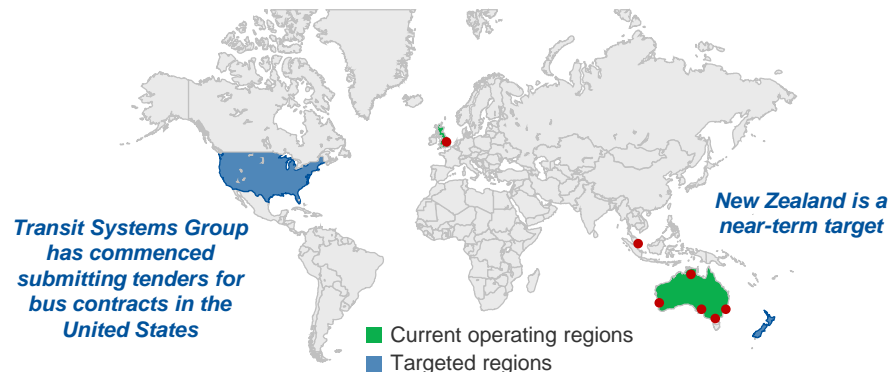 Transit Systems Group
has commenced
submitting tenders for
bus contracts in the
United States
New Zealand is a
near-term target
Current operating regions
Targeted regions